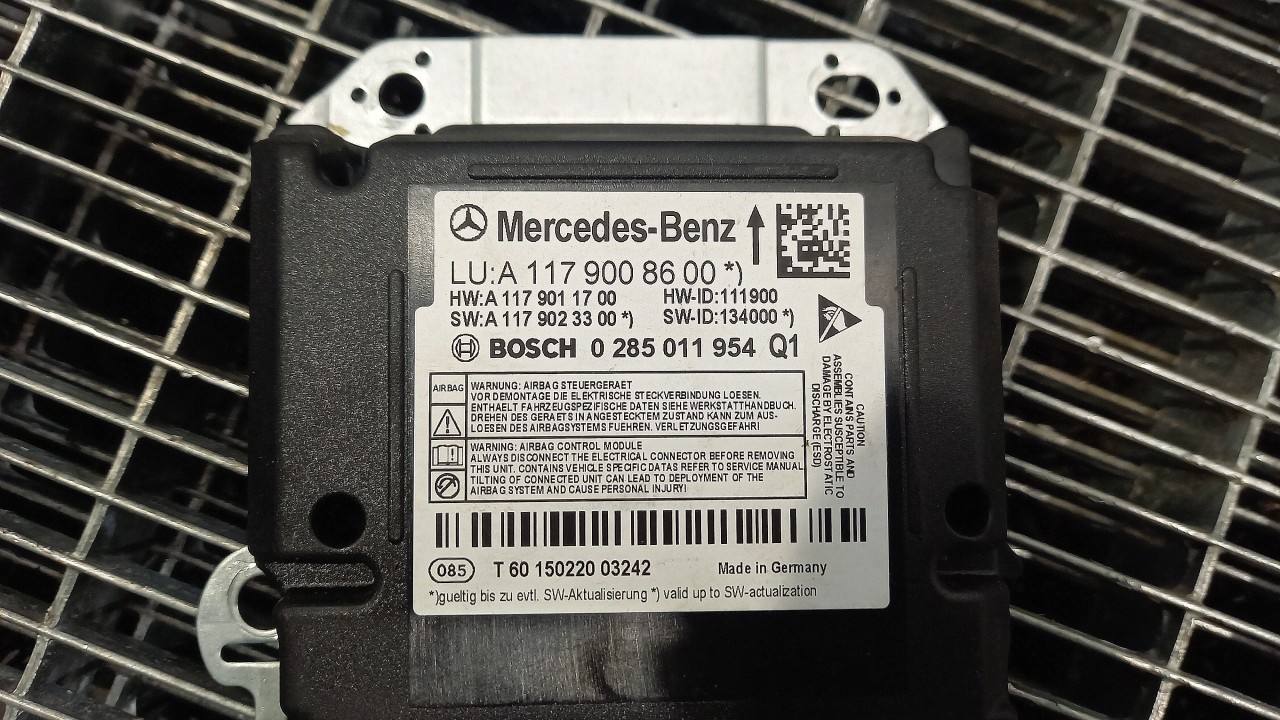 Mercedes-Benz
LU:A 117 900 86 00 *)
HW:A 117 901 17 00 HW-ID:111900
SW:A 117 902 33 00 *) SW-ID:134000 *)
BOSCH 0 285 011 954 Q1
CAUTION
CONTAINS PARTS AND
ASSEMBLIES SUSCEPTIBLE TO
DAMAGE BY ELECTROSTATIC
DISCHARGE (ESD)
AIRBAG
WARNING: AIRBAG STEUERGERAET
VOR DEMONTAGE DIE ELEKTRISCHE STECKVERBINDUNG LOESEN.
ENTHAELT FAHRZEUGSPEZIFISCHE DATEN SIEHE WERKSTATTHANDBUCH.
DREHEN DES GERAETS IN ANGESTECKTEM ZUSTAND KANN ZUM AUS-
LOESEN DES AIRBAGSYSTEMS FUEHREN. VERLETZUNGSGEFAHR!
WARNING: AIRBAG CONTROL MODULE
ALWAYS DISCONNECT THE ELECTRICAL CONNECTOR BEFORE REMOVING
THIS UNIT. CONTAINS VEHICLE SPECIFIC DATAS REFER TO SERVICE MANUAL
TILTING OF CONNECTED UNIT CAN LEAD TO DEPLOYMENT OF THE
AIRBAG SYSTEM AND CAUSE PERSONAL INJURY!
085 T 60 150220 03242 Made in Germany
*)gueltig bis zu evtl. SW-Aktualisierung *) valid up to SW-actualization